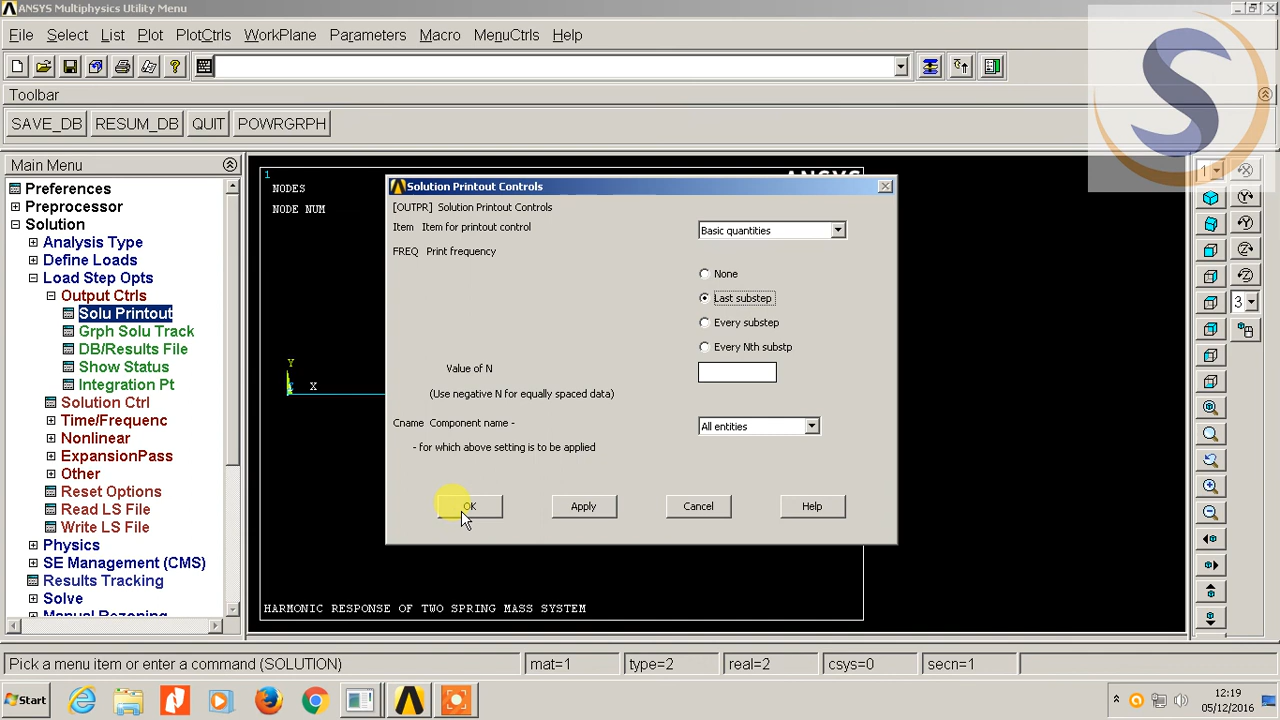 ANSYS Multiphysics Utility Menu
File Select List Plot PlotCtrls WorkPlane Parameters Macro MenuCtrls Help
Toolbar
SAVE_DB RESUM_DB QUIT POWRGRPH
Main Menu
Preferences
Preprocessor
Solution
Analysis Type
Define Loads
Load Step Opts
Output Ctrls
Solu Printout
Grph Solu Track
DB/Results File
Show Status
Integration Pt
Solution Ctrl
Time/Frequenc
Nonlinear
ExpansionPass
Other
Reset Options
Read LS File
Write LS File
Physics
SE Management (CMS)
Results Tracking
Solve
Manual Rezoning
1
NODES
NODE NUM
ANSYS
Y
X
HARMONIC RESPONSE OF TWO SPRING MASS SYSTEM
Solution Printout Controls
[OUTPR] Solution Printout Controls
Item Item for printout control
Basic quantities
FREQ Print frequency
None
Last substep
Every substep
Every Nth substp
Value of N
(Use negative N for equally spaced data)
Cname Component name -
All entities
- for which above setting is to be applied
OK Apply Cancel Help
1
3
S
Pick a menu item or enter a command (SOLUTION)
mat=1 type=2 real=2 csys=0 secn=1
Start
12:19
05/12/2016